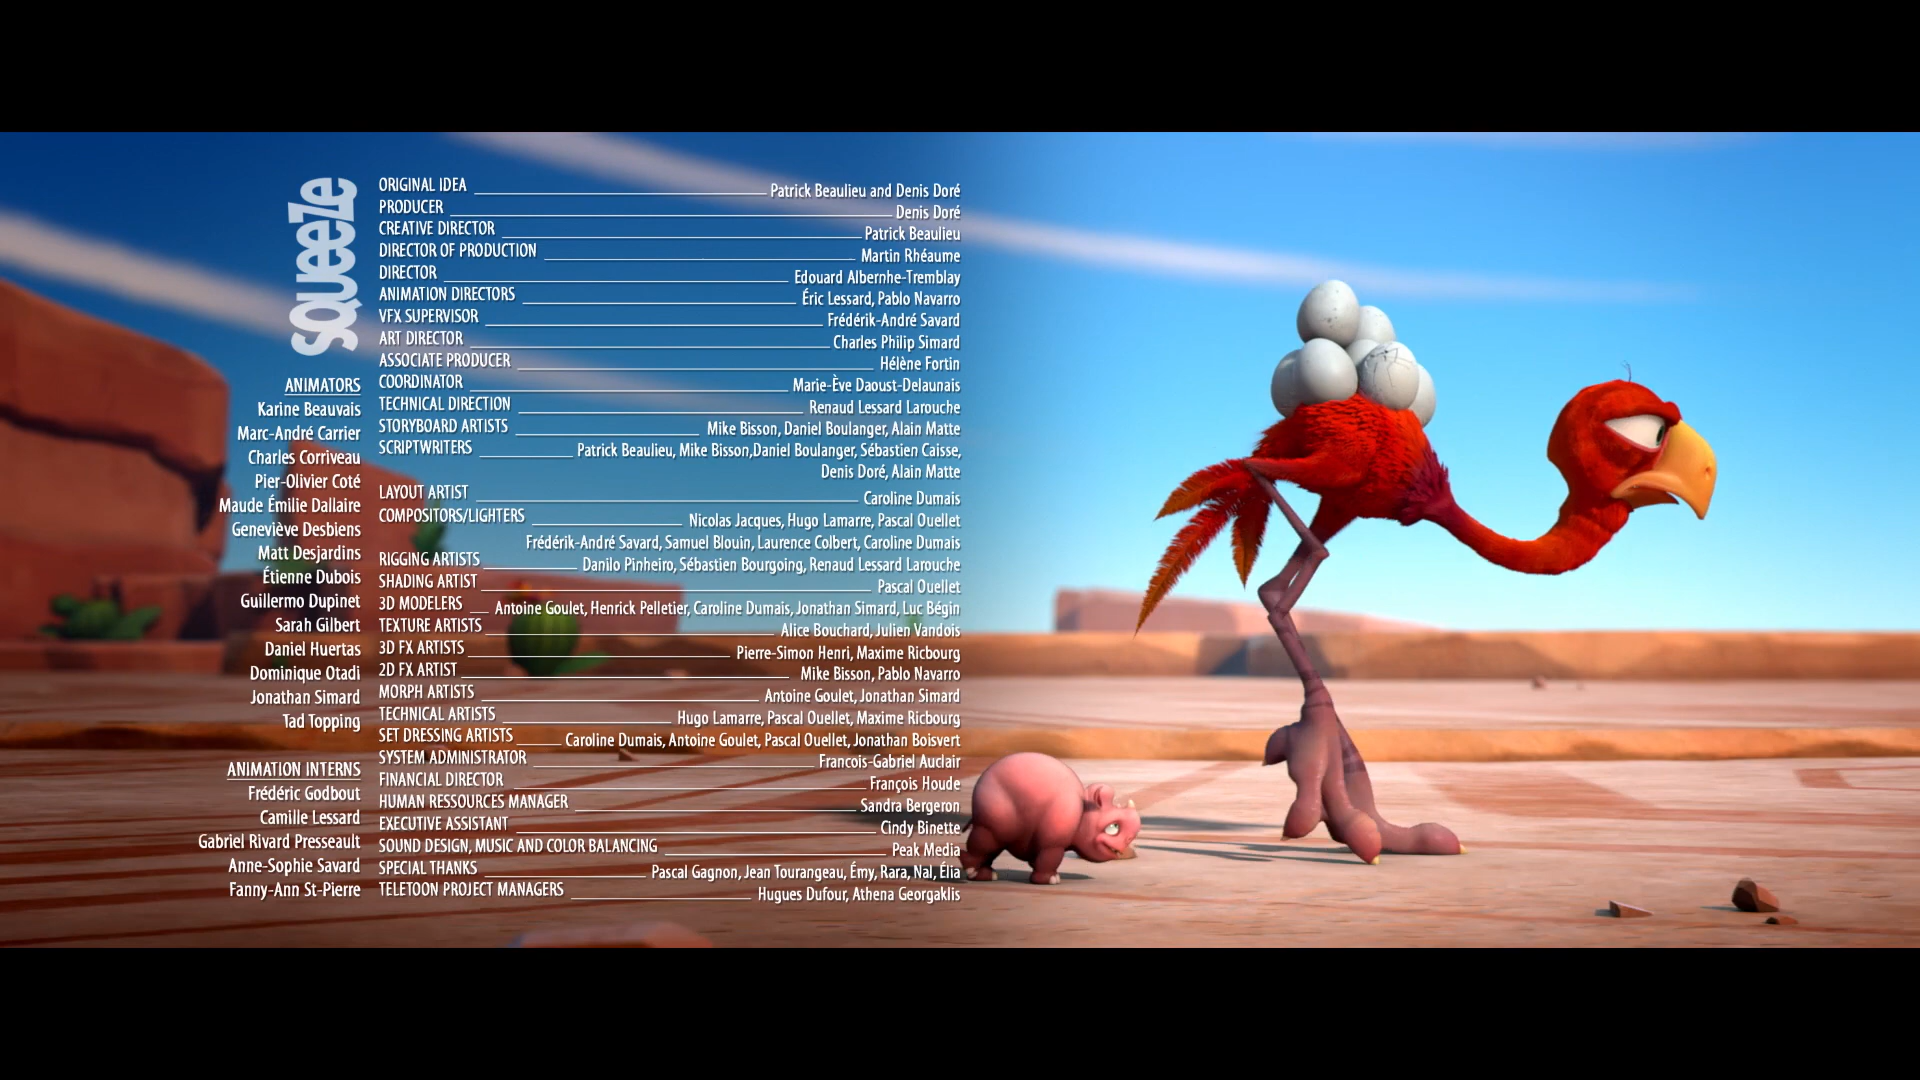 squeeze
ANIMATORS
Karine Beauvais
Marc-André Carrier
Charles Corriveau
Pier-Olivier Coté
Maude Émilie Dallaire
Geneviève Desbiens
Matt Desjardins
Étienne Dubois
Guillermo Dupinet
Sarah Gilbert
Daniel Huertas
Dominique Otadi
Jonathan Simard
Tad Topping
ANIMATION INTERNS
Frédéric Godbout
Camille Lessard
Gabriel Rivard Presseault
Anne-Sophie Savard
Fanny-Ann St-Pierre
ORIGINAL IDEA Patrick Beaulieu and Denis Doré
PRODUCER Denis Doré
CREATIVE DIRECTOR Patrick Beaulieu
DIRECTOR OF PRODUCTION Martin Rhéaume
DIRECTOR Edouard Albernhe-Tremblay
ANIMATION DIRECTORS Éric Lessard, Pablo Navarro
VFX SUPERVISOR Frédérik-André Savard
ART DIRECTOR Charles Philip Simard
ASSOCIATE PRODUCER Hélène Fortin
COORDINATOR Marie-Ève Daoust-Delaunais
TECHNICAL DIRECTION Renaud Lessard Larouche
STORYBOARD ARTISTS Mike Bisson, Daniel Boulanger, Alain Matte
SCRIPTWRITERS Patrick Beaulieu, Mike Bisson,Daniel Boulanger, Sébastien Caisse,
Denis Doré, Alain Matte
LAYOUT ARTIST Caroline Dumais
COMPOSITORS/LIGHTERS Nicolas Jacques, Hugo Lamarre, Pascal Ouellet
Frédérik-André Savard, Samuel Blouin, Laurence Colbert, Caroline Dumais
RIGGING ARTISTS Danilo Pinheiro, Sébastien Bourgoing, Renaud Lessard Larouche
SHADING ARTIST Pascal Ouellet
3D MODELERS Antoine Goulet, Henrick Pelletier, Caroline Dumais, Jonathan Simard, Luc Bégin
TEXTURE ARTISTS Alice Bouchard, Julien Vandois
3D FX ARTISTS Pierre-Simon Henri, Maxime Ricbourg
2D FX ARTIST Mike Bisson, Pablo Navarro
MORPH ARTISTS Antoine Goulet, Jonathan Simard
TECHNICAL ARTISTS Hugo Lamarre, Pascal Ouellet, Maxime Ricbourg
SET DRESSING ARTISTS Caroline Dumais, Antoine Goulet, Pascal Ouellet, Jonathan Boisvert
SYSTEM ADMINISTRATOR Francois-Gabriel Auclair
FINANCIAL DIRECTOR François Houde
HUMAN RESSOURCES MANAGER Sandra Bergeron
EXECUTIVE ASSISTANT Cindy Binette
SOUND DESIGN, MUSIC AND COLOR BALANCING Peak Media
SPECIAL THANKS Pascal Gagnon, Jean Tourangeau, Émy, Rara, Nal, Élia
TELETOON PROJECT MANAGERS Hugues Dufour, Athena Georgaklis